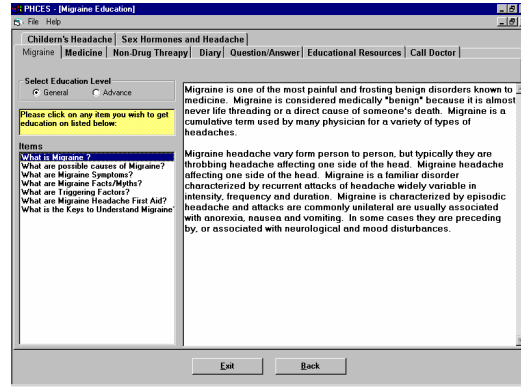 PHCES - [Migraine Education]
File Help
Childern's Headache Sex Hormones and Headache
Migraine Medicine Non-Drug Threapy Diary Question/Answer Educational Resources Call Doctor
Select Education Level
General Advance
Please click on any item you wish to get
education on listed below:
Items
What is Migraine ?
What are possible causes of Migraine?
What are Migraine Symptoms?
What are Migraine Facts/Myths?
What are Triggering Factors?
What are Migraine Headache First Aid?
What is the Keys to Understand Migraine'
Migraine is one of the most painful and frosting benign disorders known to
medicine. Migraine is considered medically "benign" because it is almost
never life threading or a direct cause of someone's death. Migraine is a
cumulative term used by many physician for a variety of types of
headaches.
Migraine headache vary form person to person, but typically they are
throbbing headache affecting one side of the head. Migraine headache
affecting one side of the head. Migraine is a familiar disorder
characterized by recurrent attacks of headache widely variable in
intensity, frequency and duration. Migraine is characterized by episodic
headache and attacks are commonly unilateral are usually associated
with anorexia, nausea and vomiting. In some cases they are preceding
by, or associated with neurological and mood disturbances.
Exit Back